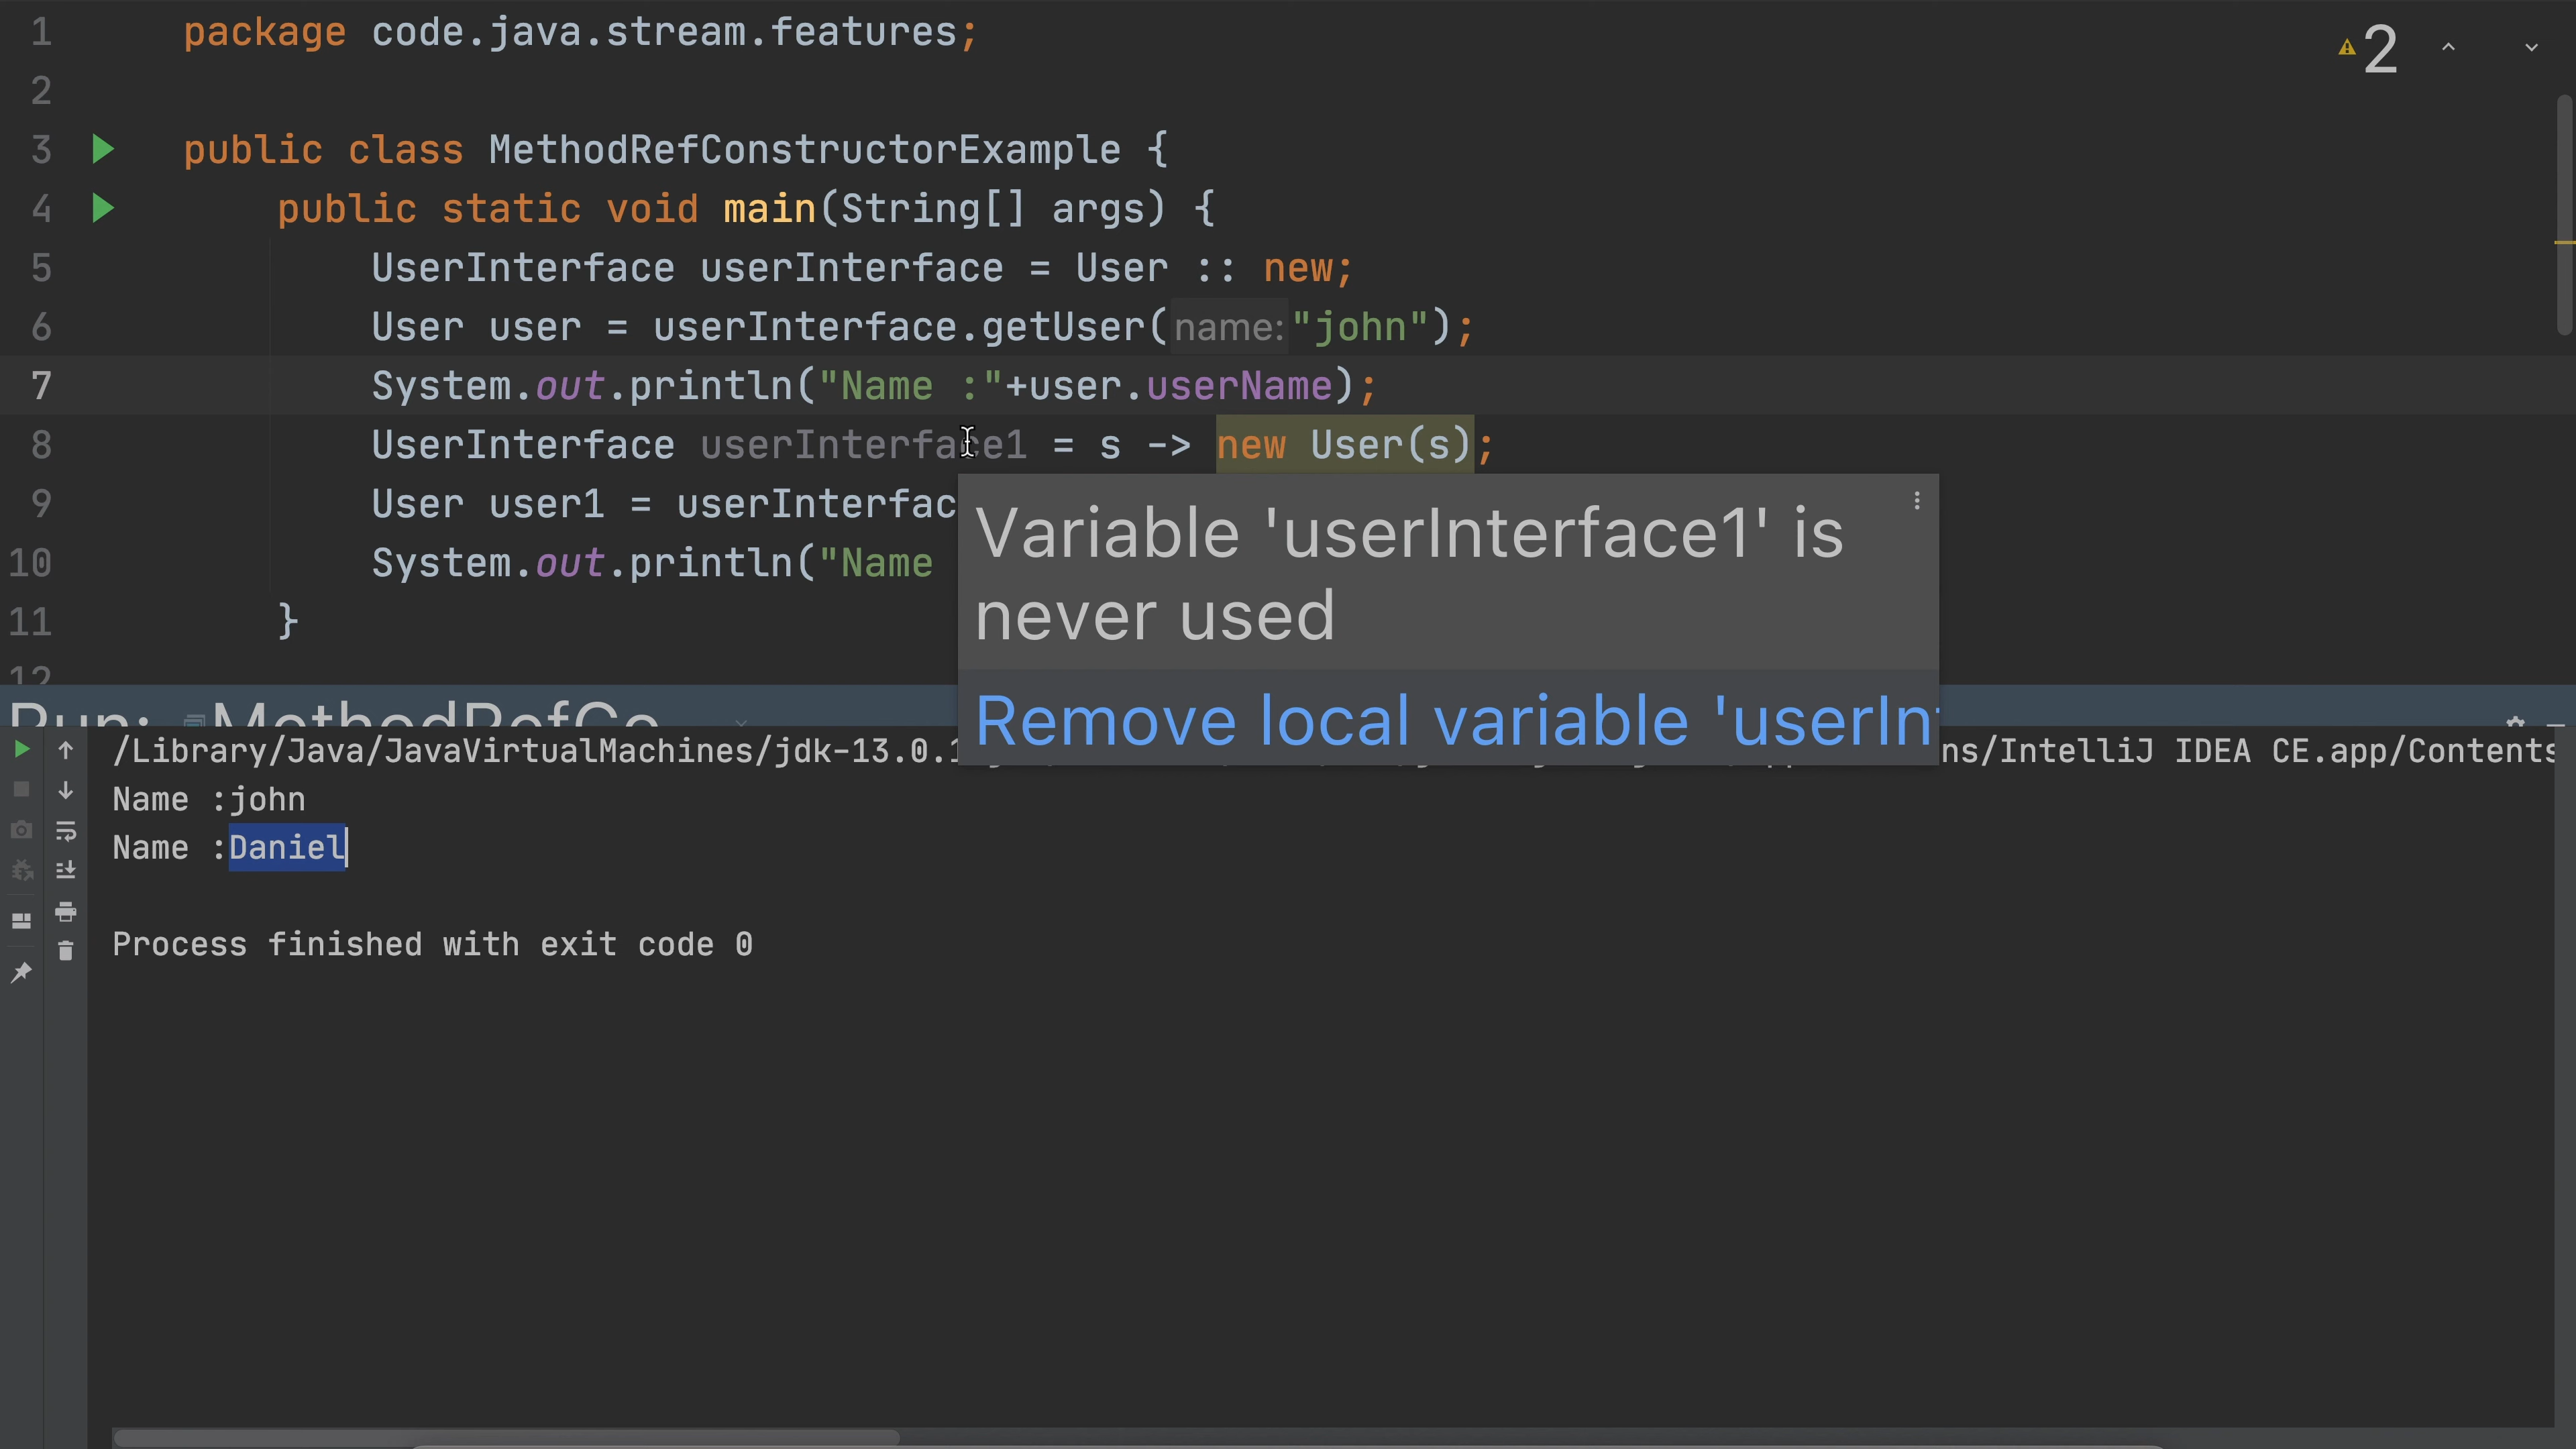 1 package code.java.stream.features;
2
2
3 public class MethodRefConstructorExample {
4 public static void main(String[] args) {
5 UserInterface userInterface = User :: new;
6 User user = userInterface.getUser( name: "john");
7 System.out.println("Name :"+user.userName);
8 UserInterface userInterface1 = s -> new User(s);
9 User user1 = userInterfac
10 System.out.println("Name
11 }
12
Variable 'userInterface1' is
never used
Remove local variable 'userIn
Run: MethodRefCo
/Library/Java/JavaVirtualMachines/jdk-13.0.1 ns/IntelliJ IDEA CE.app/Contents
Name :john
Name :Daniel
Process finished with exit code 0